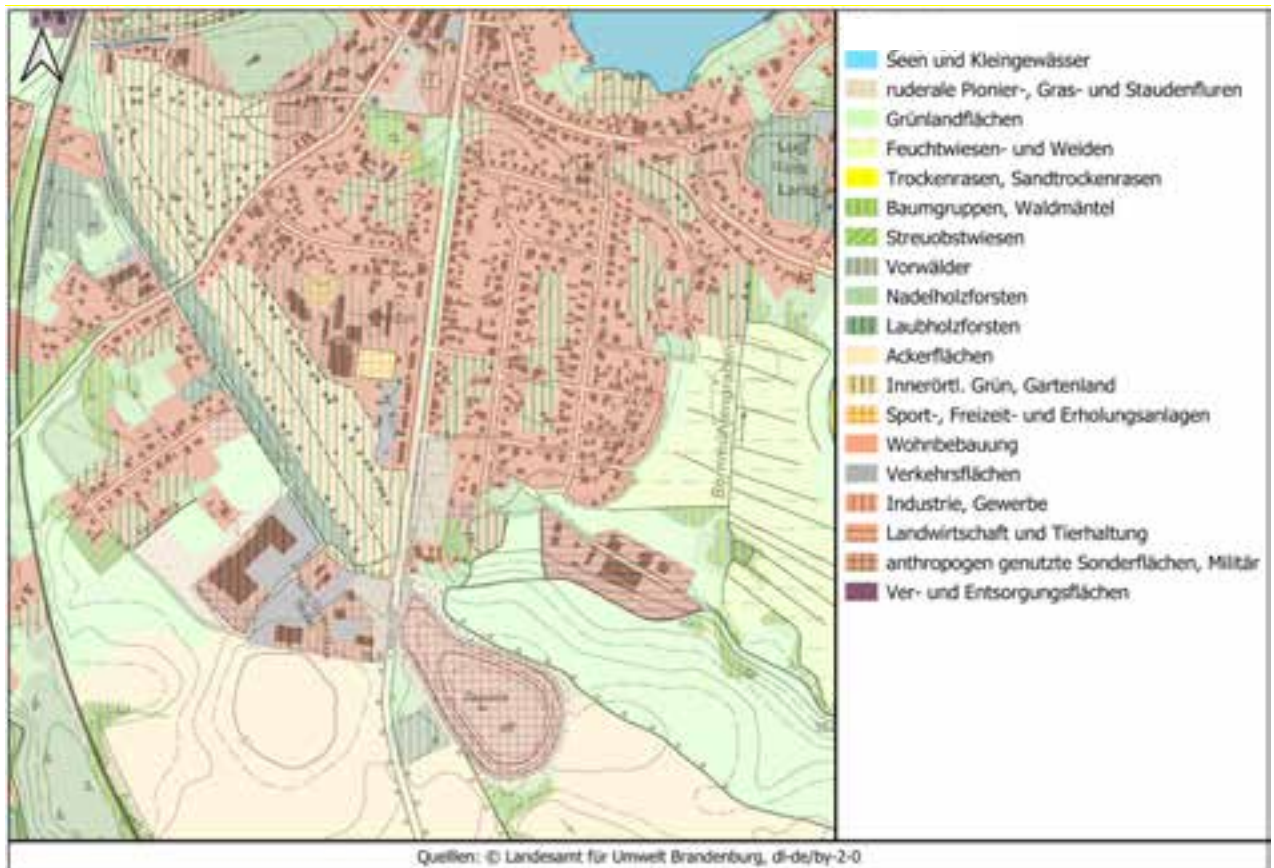 Seen und Kleingewässer
ruderale Pionier-, Gras- und Staudenfluren
Grünlandflächen
Feuchtwiesen- und Weiden
Trockenrasen, Sandtrockenrasen
Baumgruppen, Waldmäntel
Streuobstwiesen
Vorwälder
Nadelholzforsten
Laubholzforsten
Ackerflächen
Innerörtl. Grün, Gartenland
Sport-, Freizeit- und Erholungsanlagen
Wohnbebauung
Verkehrsflächen
Industrie, Gewerbe
Landwirtschaft und Tierhaltung
anthropogen genutzte Sonderflächen, Militär
Ver- und Entsorgungsflächen
Quellen: © Landesamt für Umwelt Brandenburg, dl-de/by-2-0